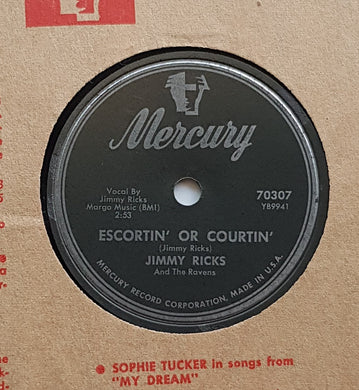 Mercury
Vocal By
Jimmy Ricks
Margo Music (BMI)
2:53
70307
YB9941
ESCORTIN' OR COURTIN'
(Jimmy Ricks)
JIMMY RICKS
And The Ravens
MERCURY RECORD CORPORATION, MADE IN U.S.A.
SOPHIE TUCKER in songs from
"MY DREAM"